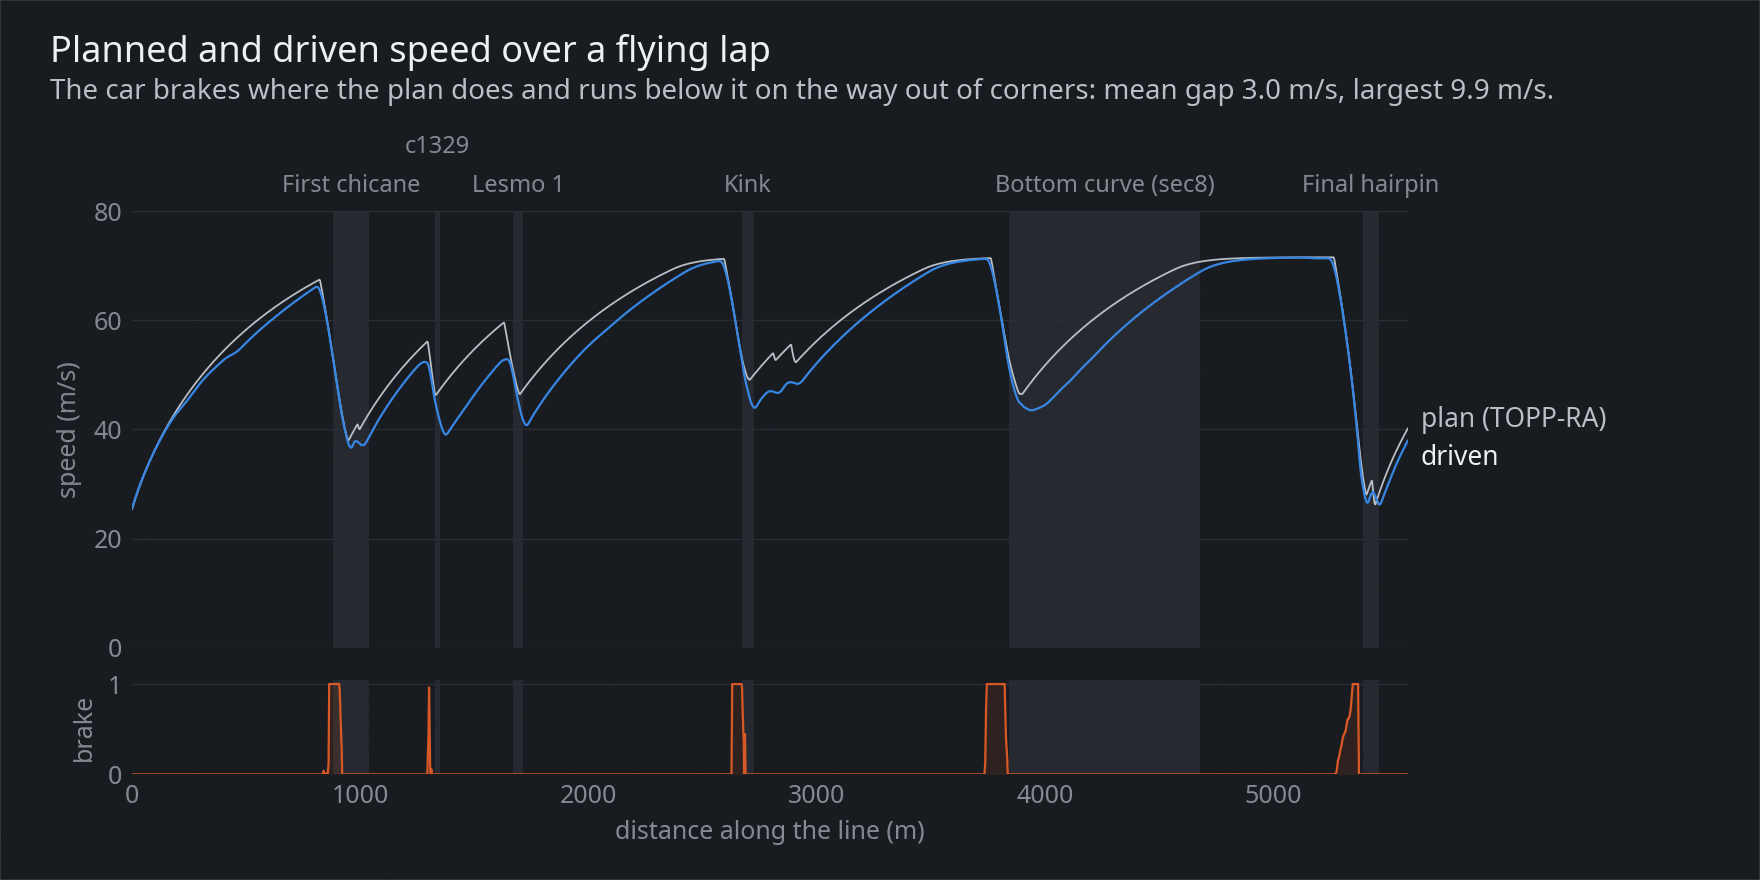 Planned and driven speed over a flying lap
The car brakes where the plan does and runs below it on the way out of corners: mean gap 3.0 m/s, largest 9.9 m/s.
c1329
First chicane
Lesmo 1
Kink
Bottom curve (sec8)
Final hairpin
80
60
40
20
0
speed (m/s)
plan (TOPP-RA)
driven
1
0
brake
0
1000
2000
3000
4000
5000
distance along the line (m)